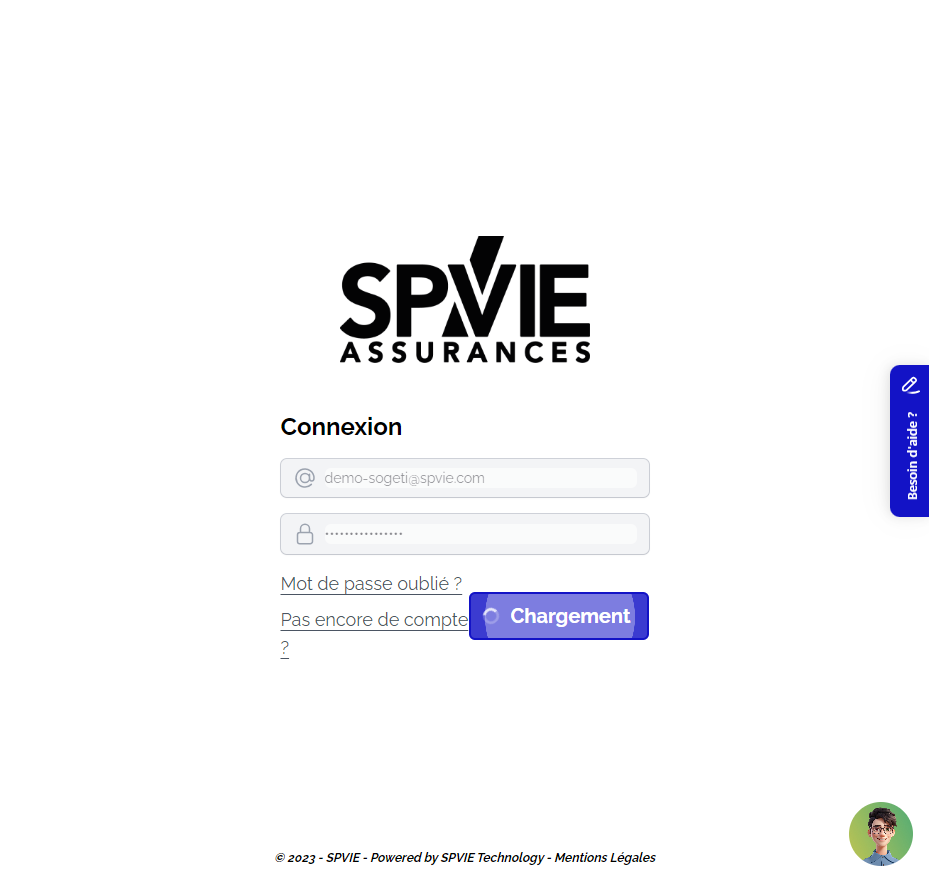 SPVIE
ASSURANCES
Connexion
demo-sogeti@spvie.com
••••••••••••••••
Mot de passe oublié ?
Pas encore de compte
?
Chargement
Besoin d'aide ?
© 2023 - SPVIE - Powered by SPVIE Technology - Mentions Légales